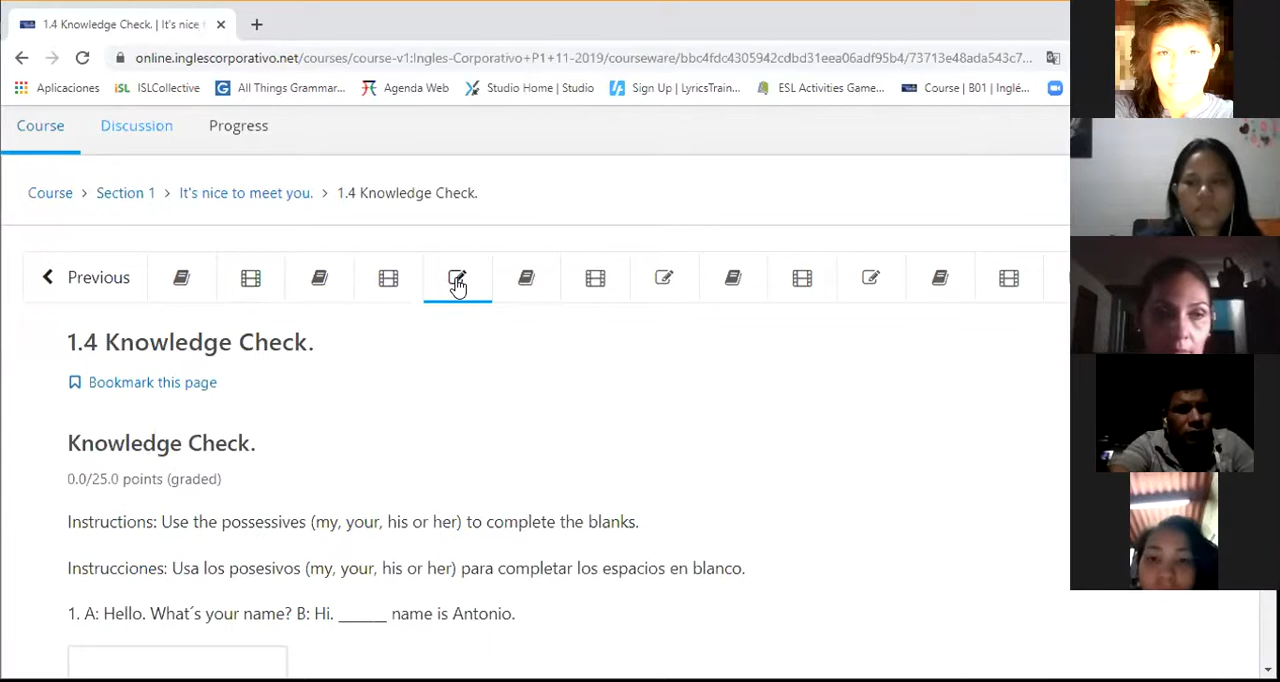 1.4 Knowledge Check. | It's nice t
online.inglescorporativo.net/courses/course-v1:Ingles-Corporativo+P1+11-2019/courseware/bbc4fdc4305942cdbd31eea06adf95b4/73713e48ada543c7...
Aplicaciones iSL ISLCollective G All Things Grammar... Agenda Web Studio Home | Studio Sign Up | LyricsTrain... ESL Activities Game... Course | B01 | Inglé...
Course Discussion Progress
Course > Section 1 > It's nice to meet you. > 1.4 Knowledge Check.
Previous
1.4 Knowledge Check.
Bookmark this page
Knowledge Check.
0.0/25.0 points (graded)
Instructions: Use the possessives (my, your, his or her) to complete the blanks.
Instrucciones: Usa los posesivos (my, your, his or her) para completar los espacios en blanco.
1. A: Hello. What´s your name? B: Hi. ______ name is Antonio.